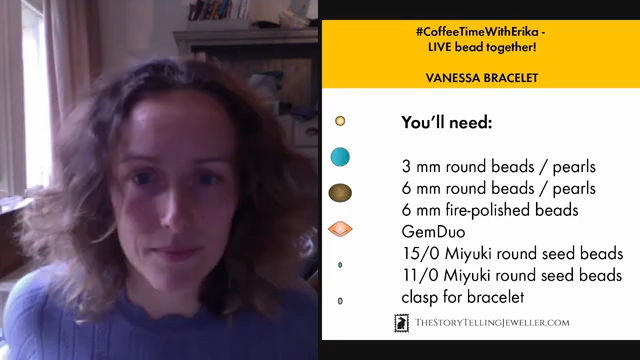 #CoffeeTimeWithErika -
LIVE bead together!
VANESSA BRACELET
You'll need:
3 mm round beads / pearls
6 mm round beads / pearls
6 mm fire-polished beads
GemDuo
15/0 Miyuki round seed beads
11/0 Miyuki round seed beads
clasp for bracelet
TheStoryTellingJeweller.com